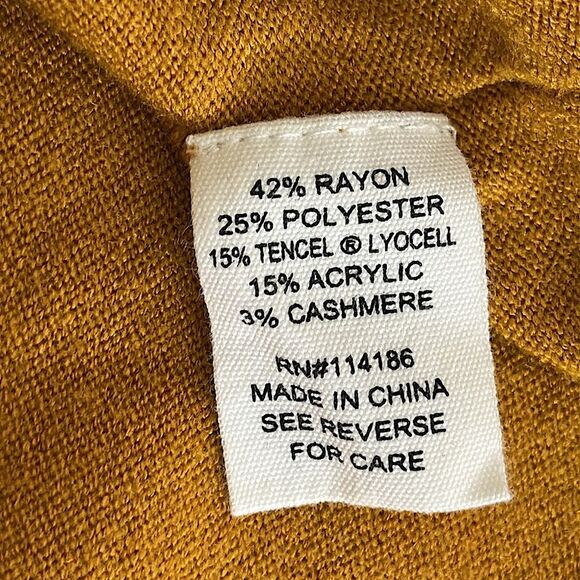 42% RAYON
25% POLYESTER
15% TENCEL ® LYOCELL
15% ACRYLIC
3% CASHMERE
RN#114186
MADE IN CHINA
SEE REVERSE
FOR CARE